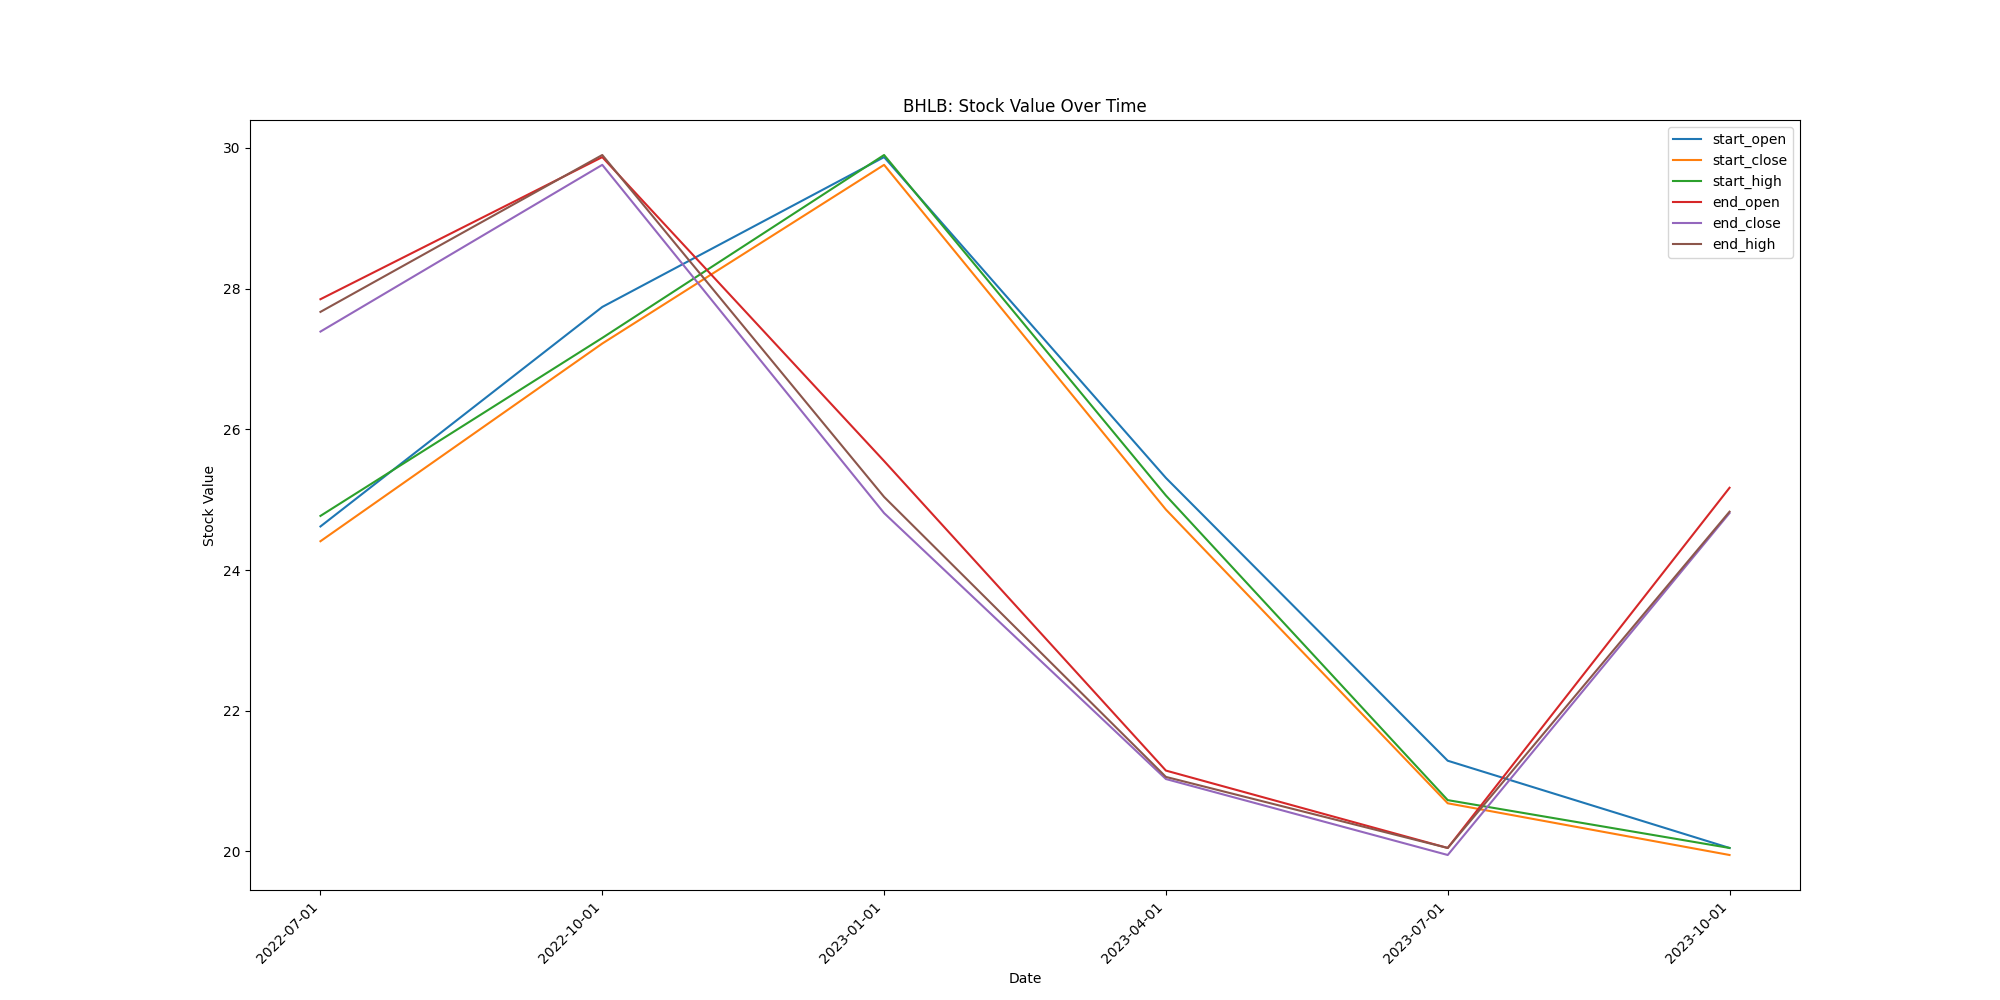 BHLB: Stock Value Over Time
start_open
start_close
start_high
end_open
end_close
end_high
30
28
26
24
22
20
Stock Value
2022-07-01
2022-10-01
2023-01-01
2023-04-01
2023-07-01
2023-10-01
Date